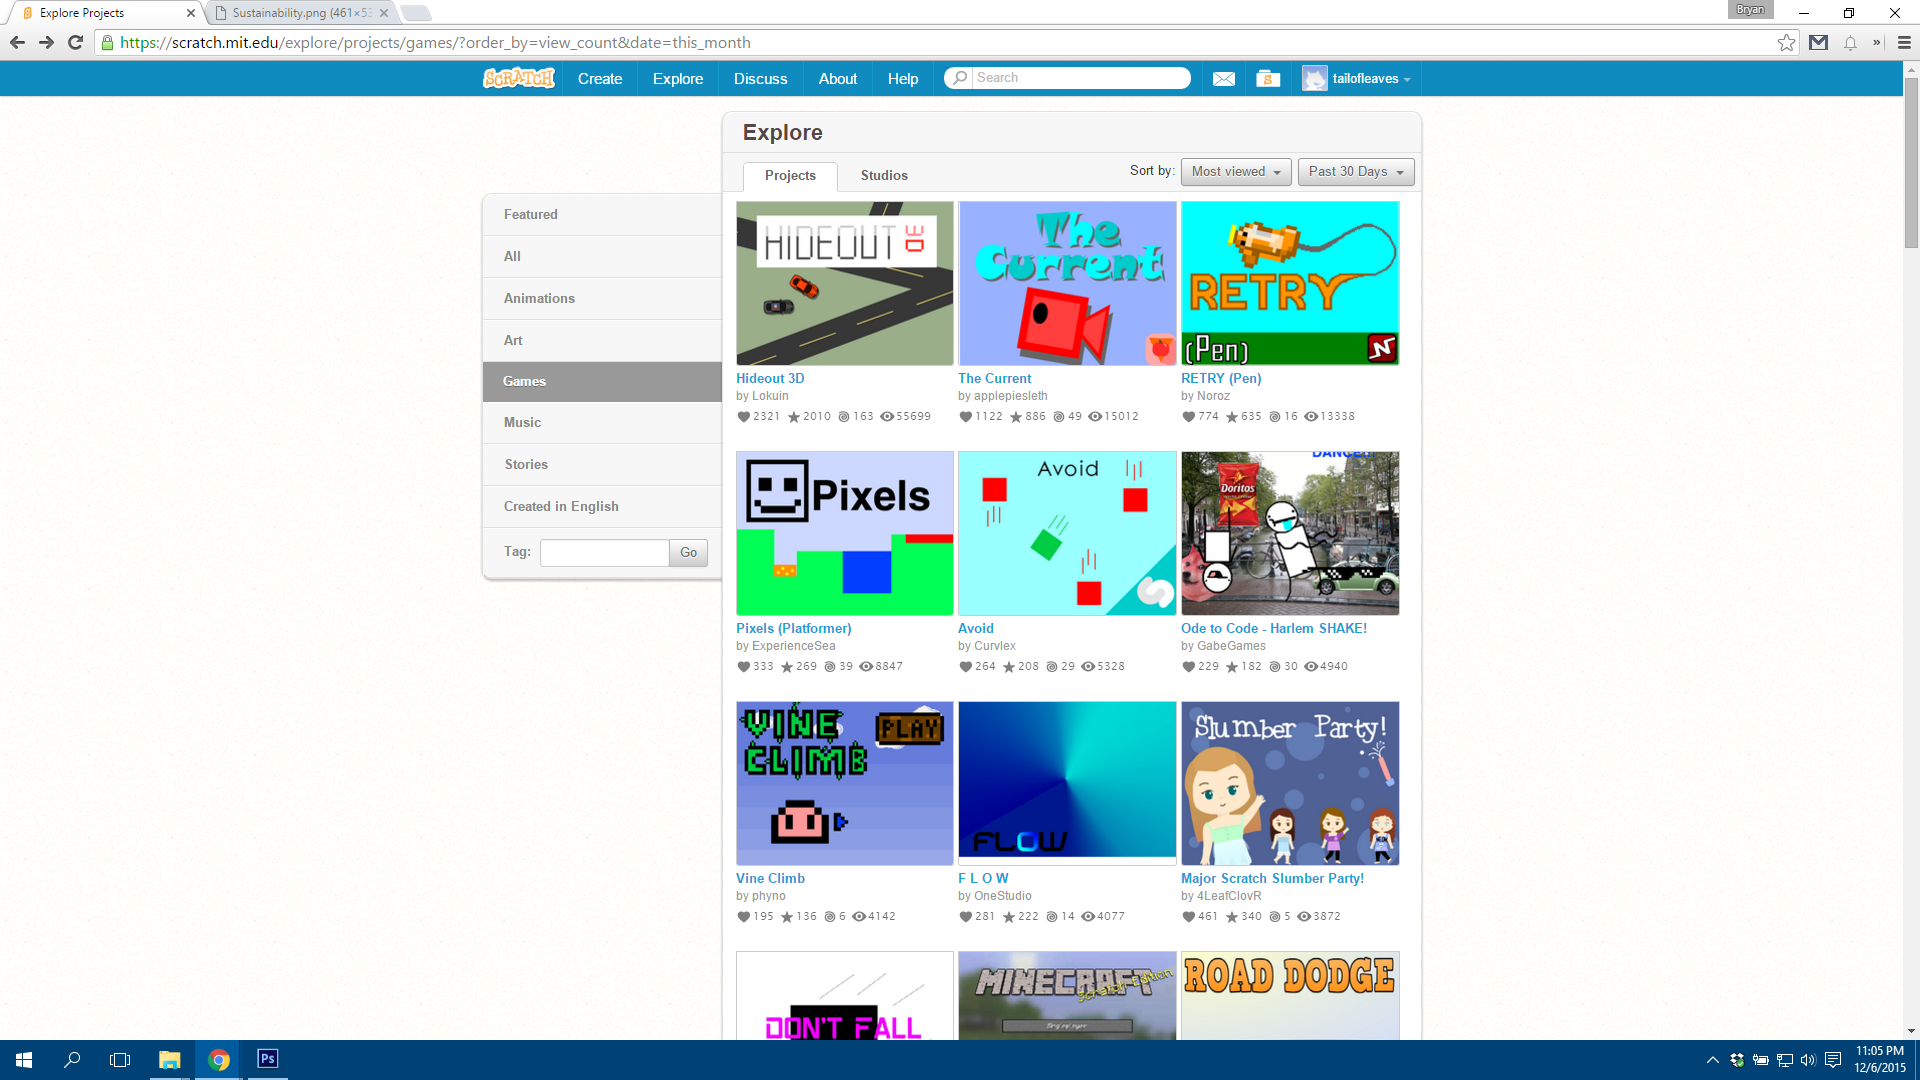 Explore Projects
Sustainability.png (461×53
Bryan
https://scratch.mit.edu/explore/projects/games/?order_by=view_count&date=this_month
SCRATCH
Create
Explore
Discuss
About
Help
Search
tailofleaves
Explore
Projects
Studios
Sort by:
Most viewed
Past 30 Days
Featured
All
Animations
Art
Games
Music
Stories
Created in English
Tag:
Go
HIDEOUT 3D
The Current
RETRY
(Pen)
Hideout 3D
by Lokuin
2321 2010 163 55699
The Current
by applepiesleth
1122 886 49 15012
RETRY (Pen)
by Noroz
774 635 16 13338
Pixels
Avoid
Doritos
Pixels (Platformer)
by ExperienceSea
333 269 39 8847
Avoid
by Curvlex
264 208 29 5328
Ode to Code - Harlem SHAKE!
by GabeGames
229 182 30 4940
VINE CLIMB
PLAY
FLOW
Slumber Party!
Vine Climb
by phyno
195 136 6 4142
F L O W
by OneStudio
281 222 14 4077
Major Scratch Slumber Party!
by 4LeafClovR
461 340 5 3872
DON'T FALL
MINECRAFT
Scratch Edition
ROAD DODGE
Ps
11:05 PM
12/6/2015